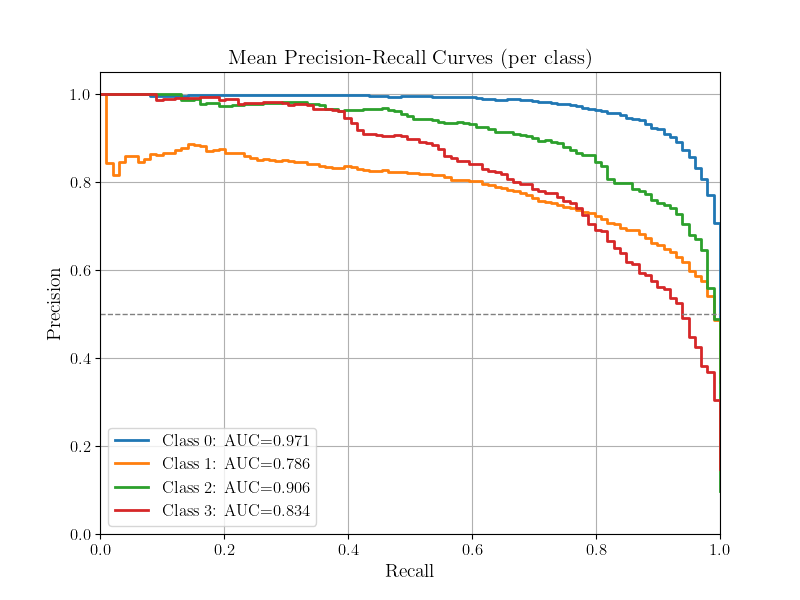 Mean Precision-Recall Curves (per class)
1.0
0.8
0.6
0.4
0.2
0.0
Precision
Class 0: AUC=0.971
Class 1: AUC=0.786
Class 2: AUC=0.906
Class 3: AUC=0.834
0.0 0.2 0.4 0.6 0.8 1.0
Recall